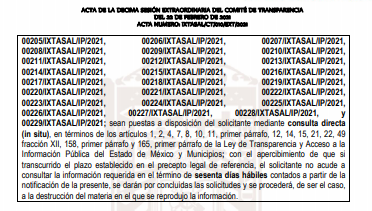 ACTA DE LA DECIMA SESIÓN EXTRAORDINARIA DEL COMITÉ DE TRANSPARENCIA
DEL 23 DE FEBRERO DE
ACTA NUMERO:
00205/IXTASAL/IP/2021, 00206/IXTASAL/IP/2021, 00207/IXTASAL/IP/2021,
00208/IXTASAL/IP/2021, 00209/IXTASAL/IP/2021, 00210/IXTASAL/IP/2021,
00211/IXTASAL/IP/2021, 00212/IXTASAL/IP/2021, 00213/IXTASAL/IP/2021,
00214/IXTASAL/IP/2021, 00215/IXTASAL/IP/2021, 00216/IXTASAL/IP/2021,
00217/IXTASAL/IP/2021, 00218/IXTASAL/IP/2021, 00219/IXTASAL/IP/2021,
00220/IXTASAL/IP/2021, 00221/IXTASAL/IP/2021, 00222/IXTASAL/IP/2021,
00223/IXTASAL/IP/2021, 00224/IXTASAL/IP/2021, 00225/IXTASAL/IP/2021,
00226/IXTASAL/IP/2021, 00227/IXTASAL/IP/2021, 00228/IXTASAL/IP/2021, y
00229/IXTASAL/IP/2021; sean puestas a disposición del solicitante mediante consulta directa
(in situ), en términos de los artículos 1, 2, 4, 7, 8, 10, 11, primer párrafo, 12, 14, 15, 21, 22, 49
fracción XII, 158, primer párrafo y 165, primer párrafo de la Ley de Transparencia y Acceso a la
Información Pública del Estado de México y Municipios; con el apercibimiento de que si
transcurrido el plazo establecido en el precepto legal de referencia, el solicitante no acude a
consultar la información requerida en el término de sesenta días hábiles contados a partir de la
notificación de la presente, se darán por concluidas las solicitudes y se procederá, de ser el caso,
a la destrucción del materia en el que se reprodujo la información.